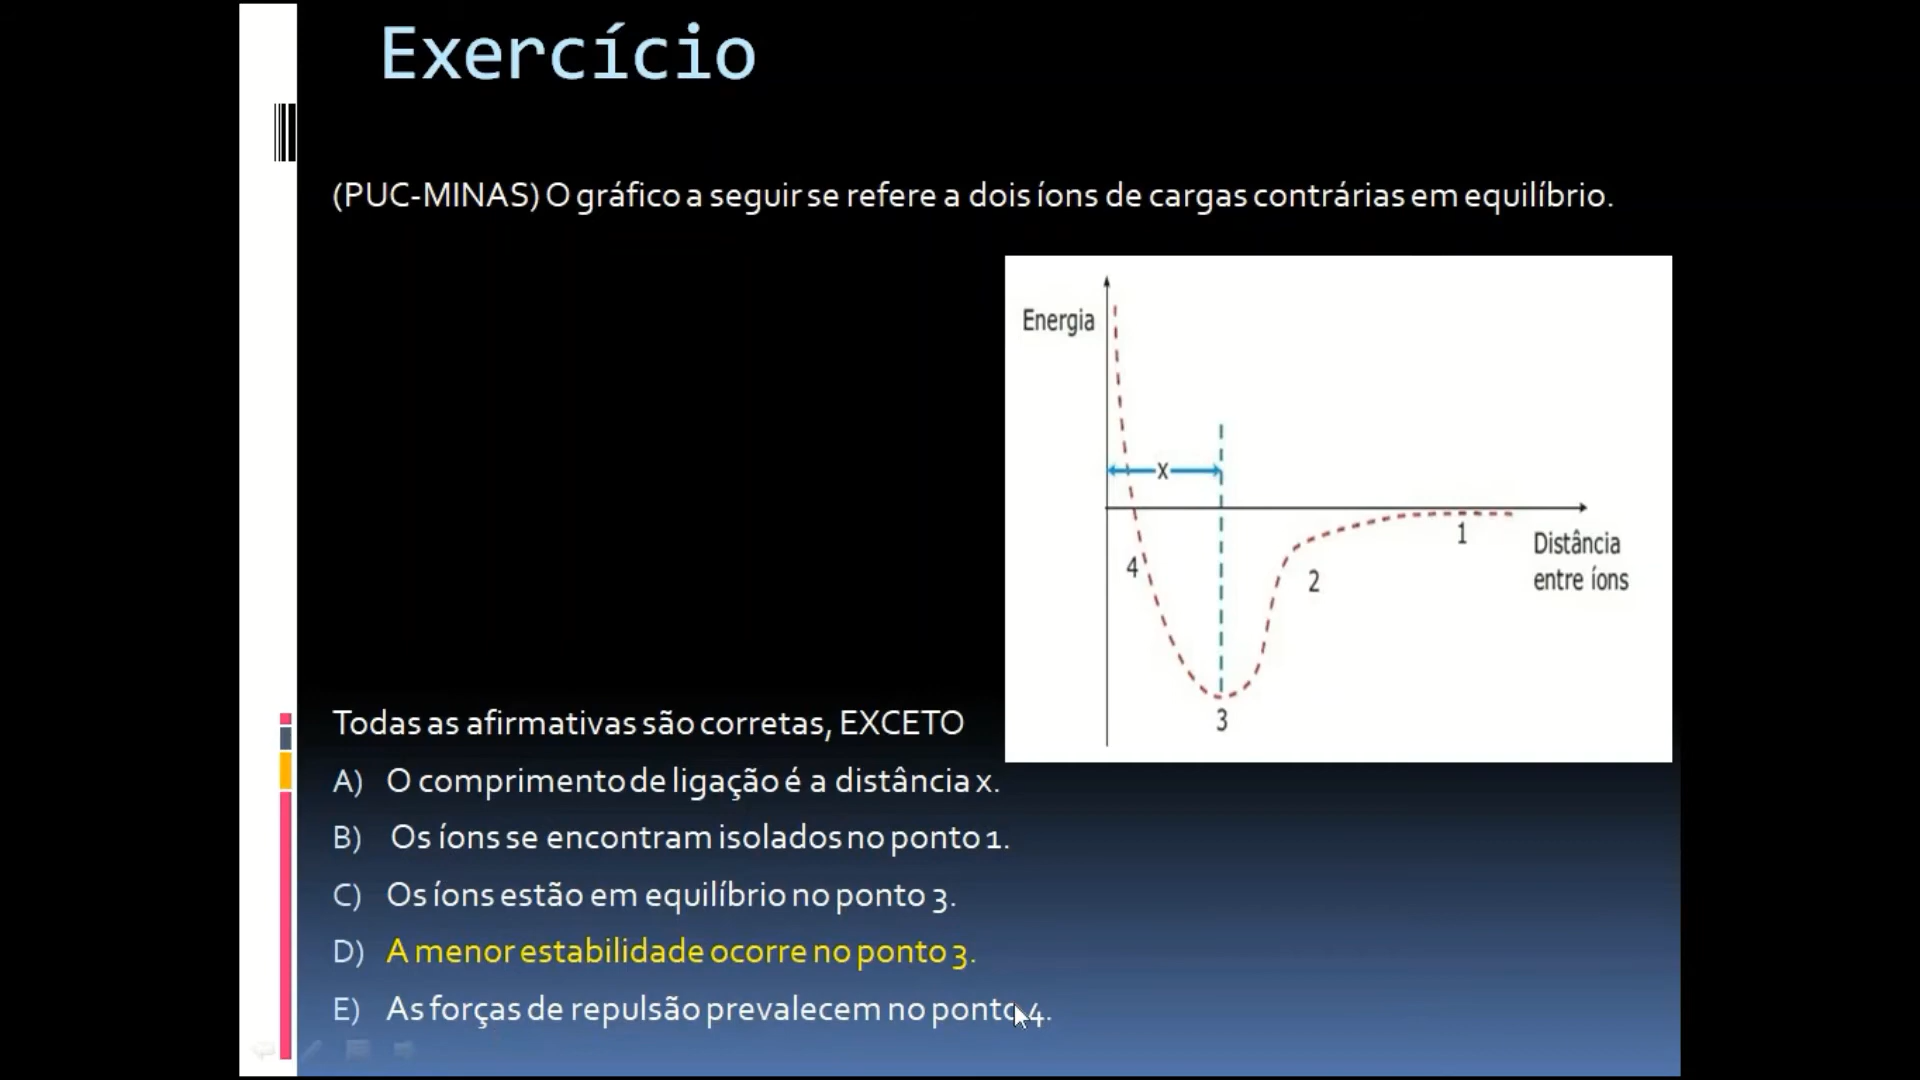 Exercício
(PUC-MINAS) O gráfico a seguir se refere a dois íons de cargas contrárias em equilíbrio.
Energia
x
4
1
2
3
Distância
entre íons
Todas as afirmativas são corretas, EXCETO
A) O comprimento de ligação é a distância x.
B) Os íons se encontram isolados no ponto 1.
C) Os íons estão em equilíbrio no ponto 3.
D) A menor estabilidade ocorre no ponto 3.
E) As forças de repulsão prevalecem no ponto 4.